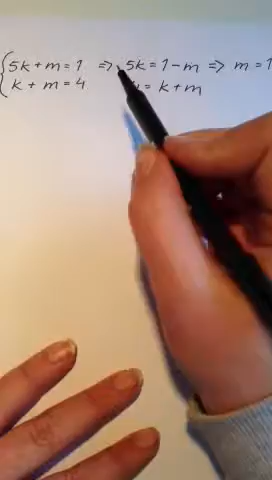 {5k + m = 1 => 5k = 1 - m => m = 1
k + m = 4 = k + m